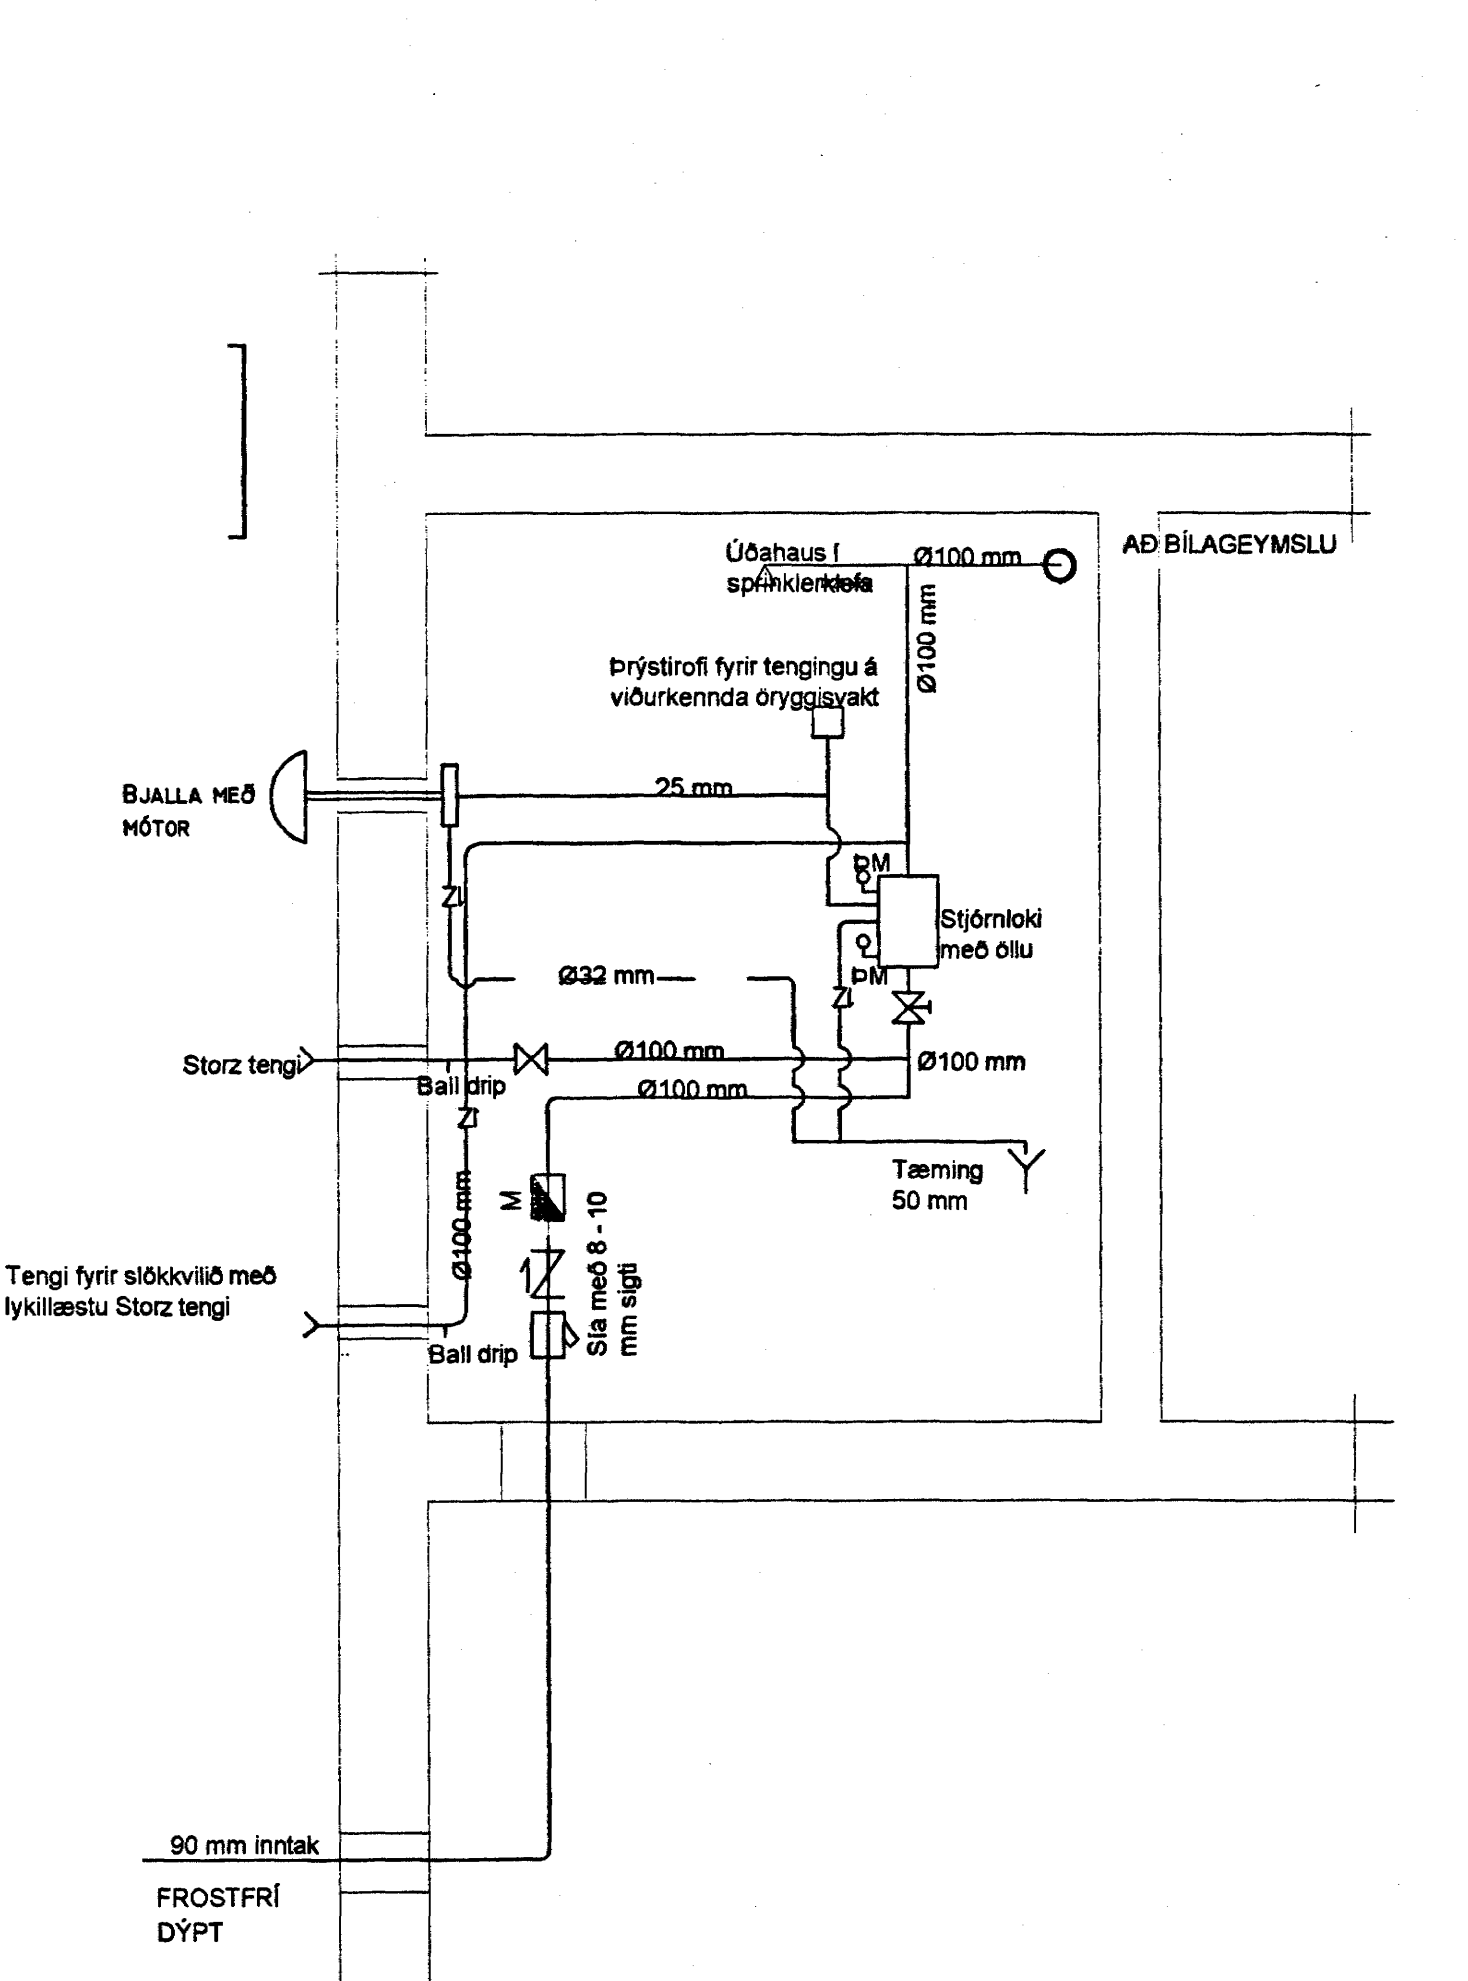 Úðahaus í
sprinklerklefa
Ø100 mm
AÐ BÍLAGEYMSLU
Ø100 mm
Þrýstirofi fyrir tengingu á
viðurkennda öryggisvakt
BJALLA MEÐ
MÓTOR
25 mm
ÞM
Stjórnloki
með öllu
Ø32 mm
ÞM
Storz tengi
Ball drip
Ø100 mm
Ø100 mm
Ø100 mm
Tæming
50 mm
M
Ø100 mm
Sía með 8 - 10
mm sigti
Tengi fyrir slökkvilið með
lykillæstu Storz tengi
Ball drip
90 mm inntak
FROSTFRÍ
DÝPT